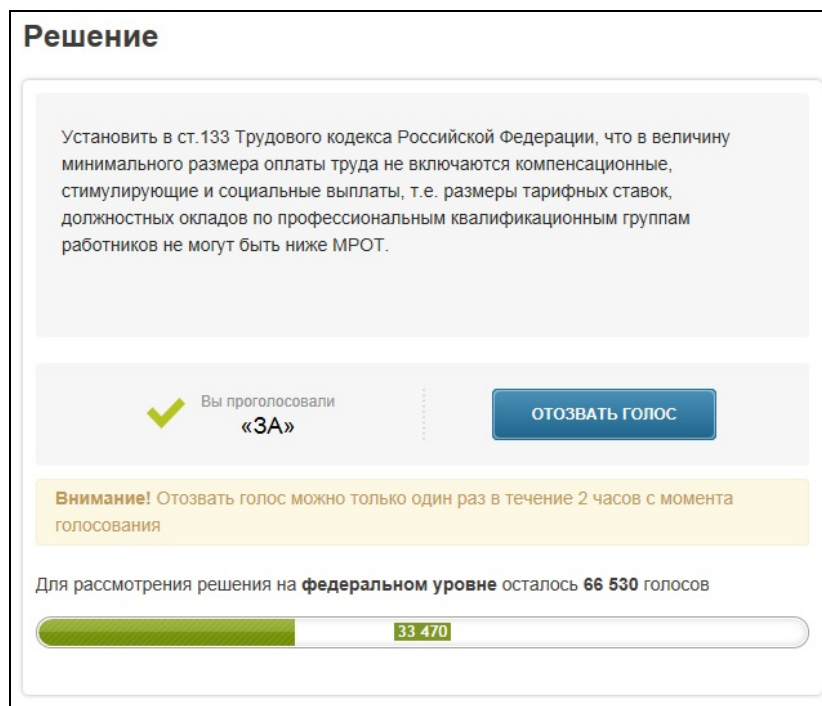 Решение
Установить в ст.133 Трудового кодекса Российской Федерации, что в величину
минимального размера оплаты труда не включаются компенсационные,
стимулирующие и социальные выплаты, т.е. размеры тарифных ставок,
должностных окладов по профессиональным квалификационным группам
работников не могут быть ниже МРОТ.
Вы проголосовали
«ЗА»
ОТОЗВАТЬ ГОЛОС
Внимание! Отозвать голос можно только один раз в течение 2 часов с момента
голосования
Для рассмотрения решения на федеральном уровне осталось 66 530 голосов
33 470